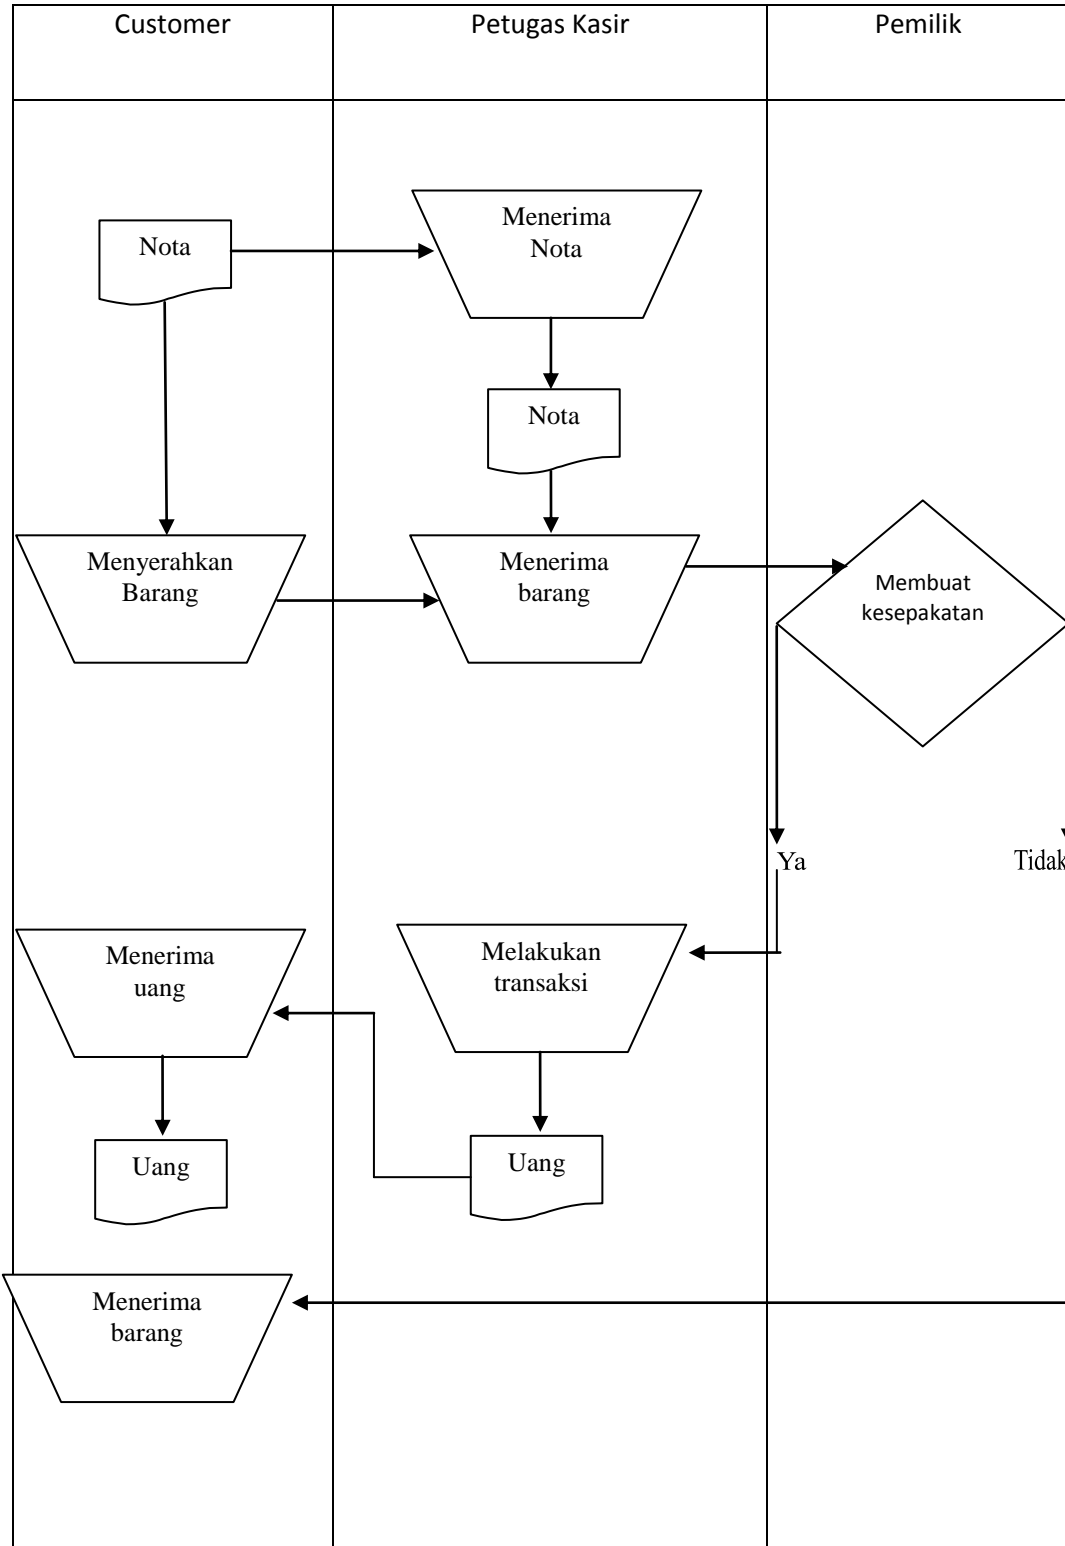 Customer
Petugas Kasir
Pemilik
Nota
Menerima
Nota
Nota
Menyerahkan
Barang
Menerima
barang
Membuat
kesepakatan
Ya
Tidak
Menerima
uang
Melakukan
transaksi
Uang
Uang
Menerima
barang